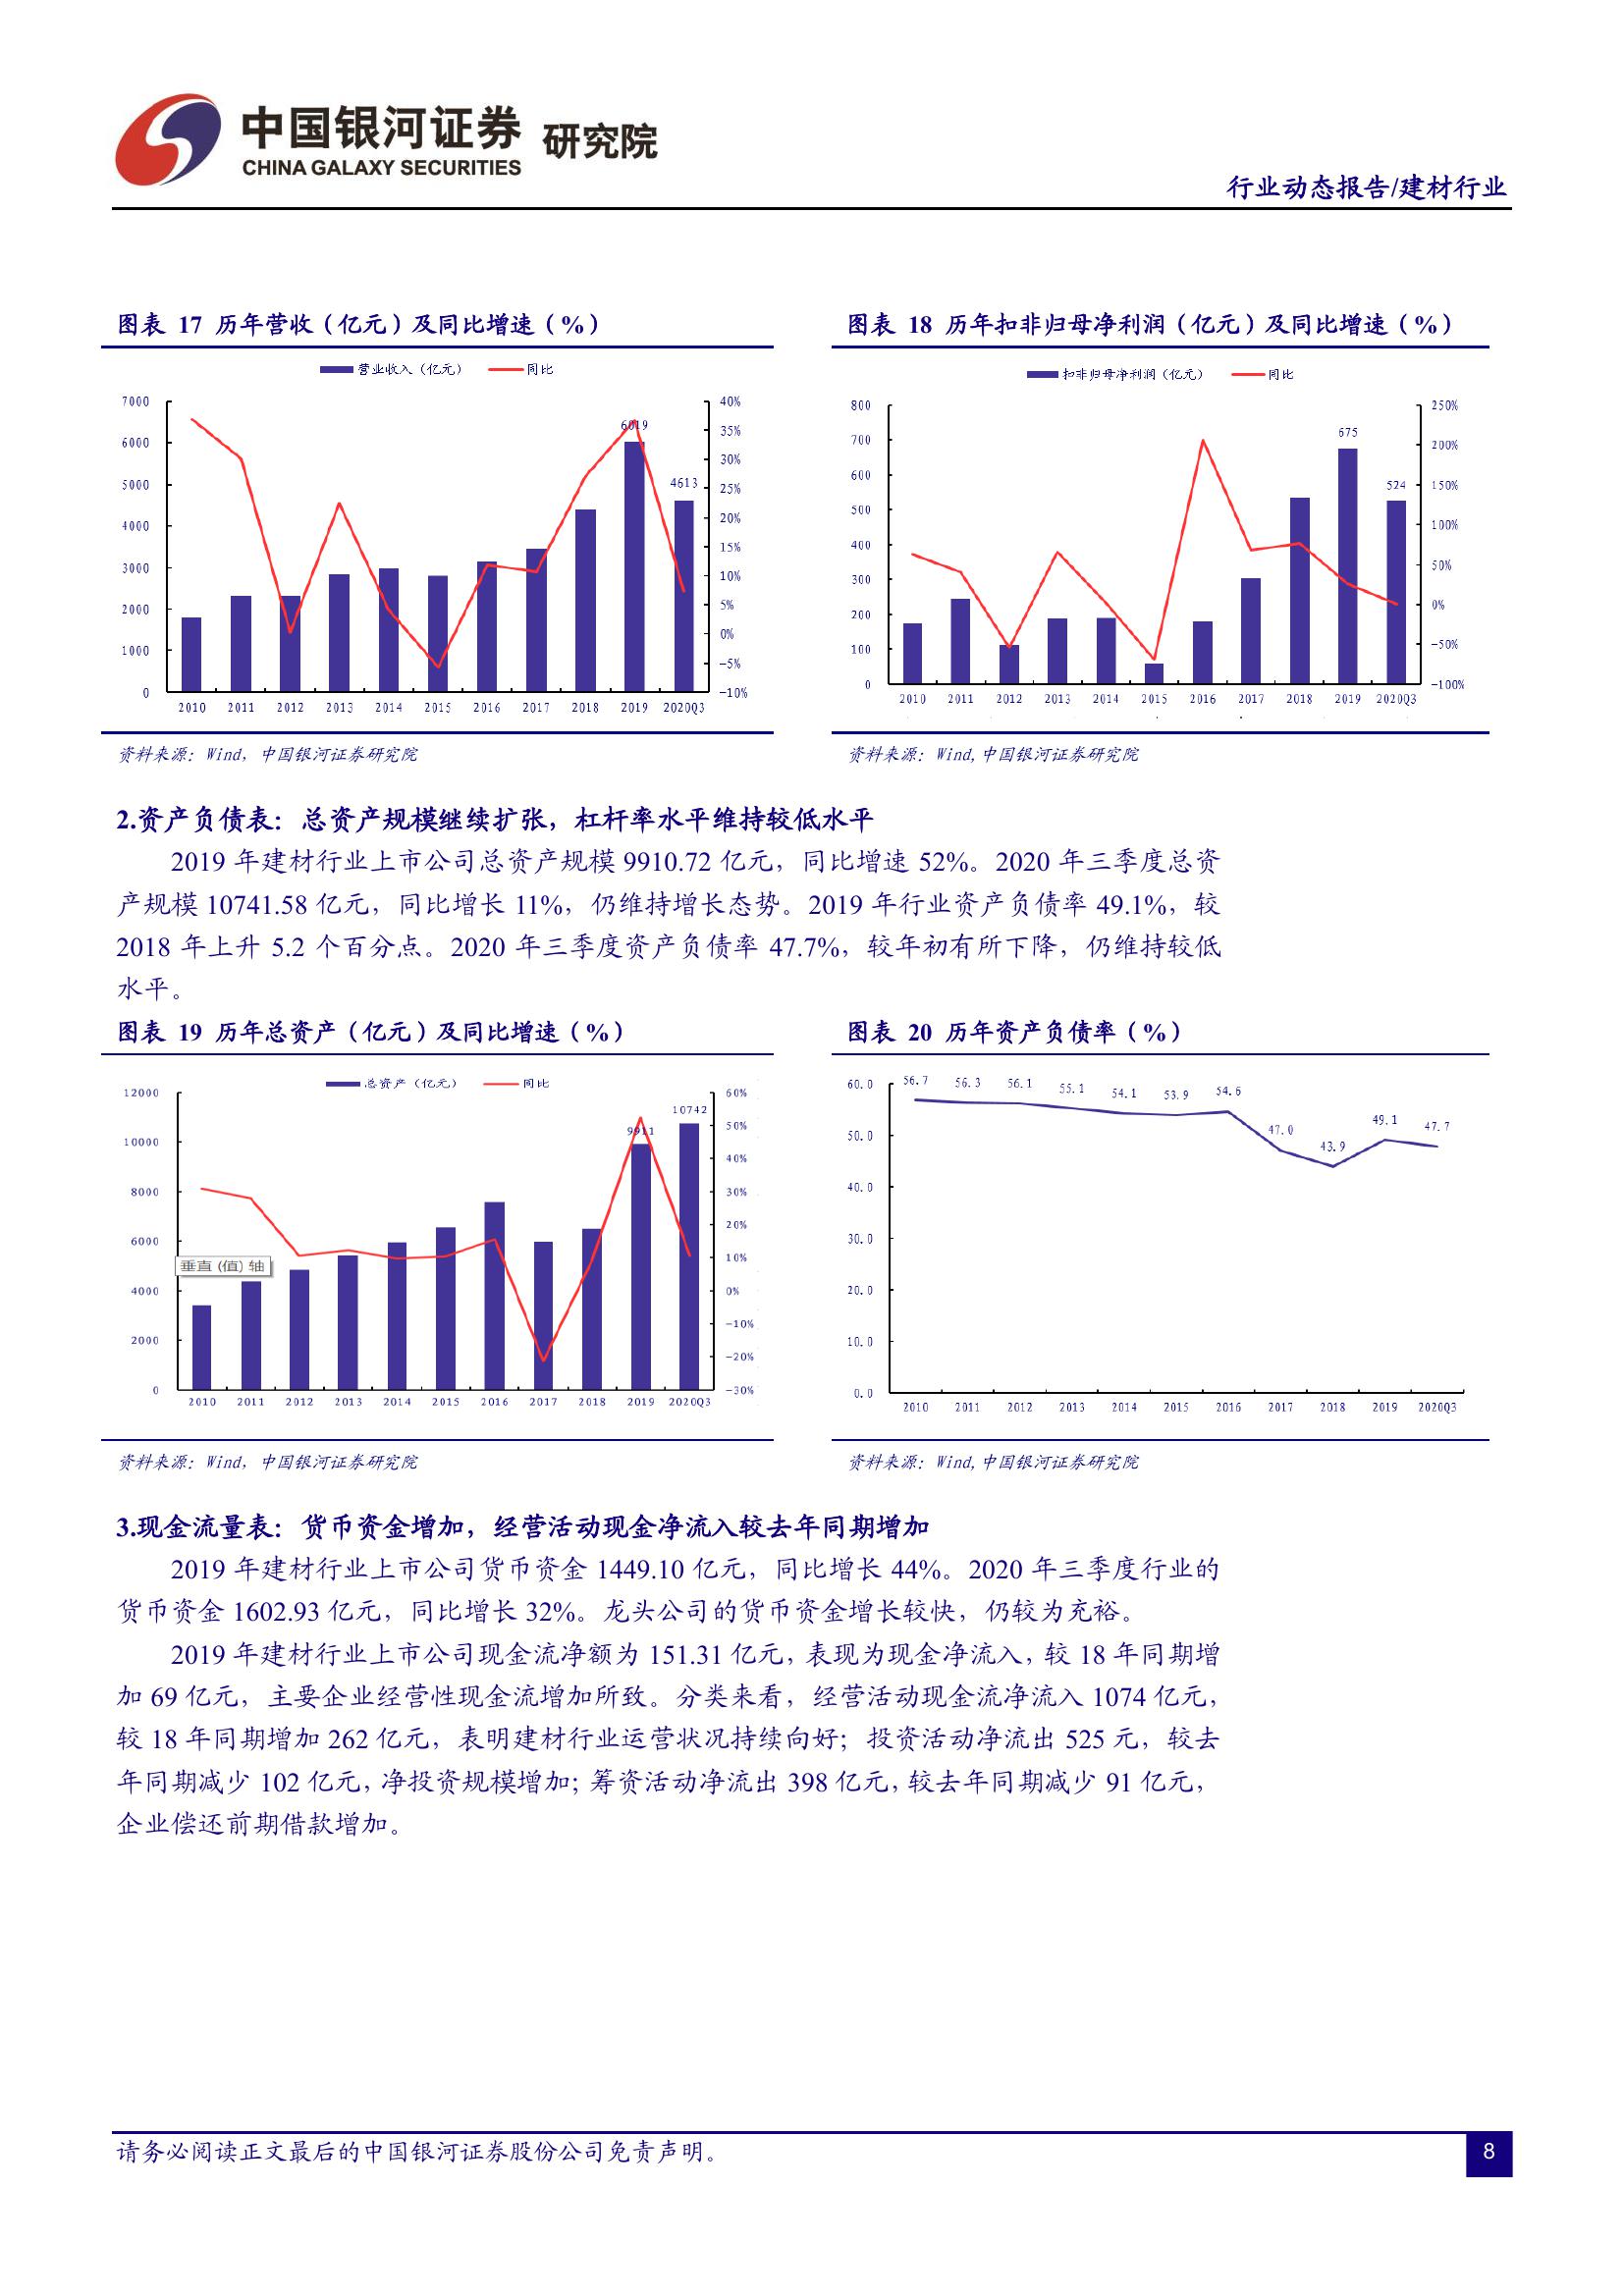 中国银河证券 研究院
CHINA GALAXY SECURITIES
行业动态报告/建材行业
图表 17 历年营收（亿元）及同比增速（%）
营业收入（亿元） 同比
7000 6000 5000 4000 3000 2000 1000 0
40% 35% 30% 25% 20% 15% 10% 5% 0% -5% -10%
6019 4613
2010 2011 2012 2013 2014 2015 2016 2017 2018 2019 2020Q3
资料来源：Wind，中国银河证券研究院
图表 18 历年扣非归母净利润（亿元）及同比增速（%）
扣非归母净利润（亿元） 同比
800 700 600 500 400 300 200 100 0
250% 200% 150% 100% 50% 0% -50% -100%
675 524
2010 2011 2012 2013 2014 2015 2016 2017 2018 2019 2020Q3
资料来源：Wind,中国银河证券研究院
2.资产负债表：总资产规模继续扩张，杠杆率水平维持较低水平
2019 年建材行业上市公司总资产规模 9910.72 亿元，同比增速 52%。2020 年三季度总资
产规模 10741.58 亿元，同比增长 11%，仍维持增长态势。2019 年行业资产负债率 49.1%，较
2018 年上升 5.2 个百分点。2020 年三季度资产负债率 47.7%，较年初有所下降，仍维持较低
水平。
图表 19 历年总资产（亿元）及同比增速（%）
总资产（亿元） 同比
12000 10000 8000 6000 4000 2000 0
60% 50% 40% 30% 20% 10% 0% -10% -20% -30%
9911 10742
垂直 (值) 轴
2010 2011 2012 2013 2014 2015 2016 2017 2018 2019 2020Q3
资料来源：Wind，中国银河证券研究院
图表 20 历年资产负债率（%）
60.0 50.0 40.0 30.0 20.0 10.0 0.0
56.7 56.3 56.1 55.1 54.1 53.9 54.6 47.0 43.9 49.1 47.7
2010 2011 2012 2013 2014 2015 2016 2017 2018 2019 2020Q3
资料来源：Wind,中国银河证券研究院
3.现金流量表：货币资金增加，经营活动现金净流入较去年同期增加
2019 年建材行业上市公司货币资金 1449.10 亿元，同比增长 44%。2020 年三季度行业的
货币资金 1602.93 亿元，同比增长 32%。龙头公司的货币资金增长较快，仍较为充裕。
2019 年建材行业上市公司现金流净额为 151.31 亿元，表现为现金净流入，较 18 年同期增
加 69 亿元，主要企业经营性现金流增加所致。分类来看，经营活动现金流净流入 1074 亿元，
较 18 年同期增加 262 亿元，表明建材行业运营状况持续向好；投资活动净流出 525 元，较去
年同期减少 102 亿元，净投资规模增加；筹资活动净流出 398 亿元，较去年同期减少 91 亿元，
企业偿还前期借款增加。
请务必阅读正文最后的中国银河证券股份公司免责声明。
8